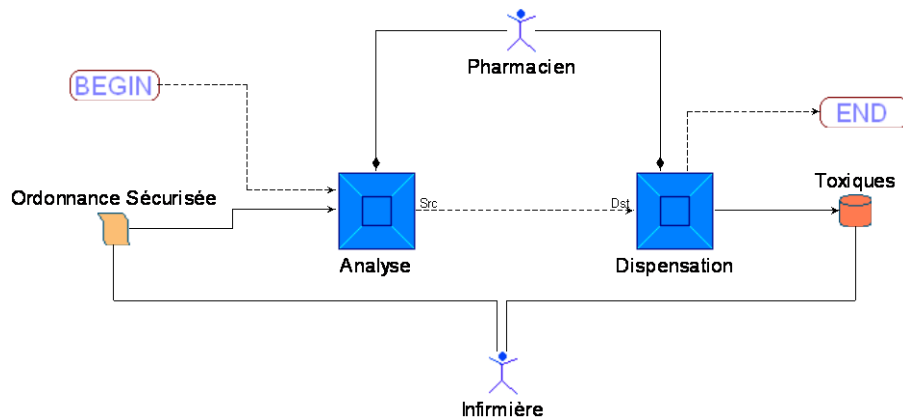 Pharmacien
BEGIN
END
Ordonnance Sécurisée
Toxiques
Src
Dst
Analyse
Dispensation
Infirmière